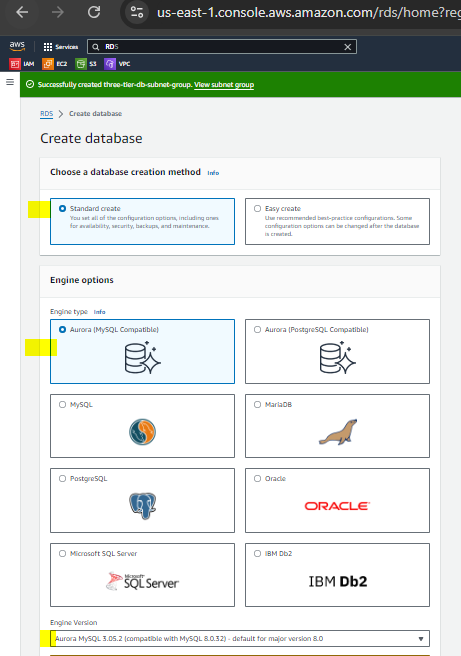 us-east-1.console.aws.amazon.com/rds/home?reg
aws
Services
RDS
IAM
EC2
S3
VPC
Successfully created three-tier-db-subnet-group. View subnet group
RDS > Create database
Create database
Choose a database creation method Info
Standard create
You set all of the configuration options, including ones
for availability, security, backups, and maintenance.
Easy create
Use recommended best-practice configurations. Some
configuration options can be changed after the database
is created.
Engine options
Engine type Info
Aurora (MySQL Compatible)
Aurora (PostgreSQL Compatible)
MySQL
MariaDB
PostgreSQL
Oracle
ORACLE
Microsoft SQL Server
Microsoft
SQL Server
IBM Db2
IBM Db2
Engine Version
Aurora MySQL 3.05.2 (compatible with MySQL 8.0.32) - default for major version 8.0